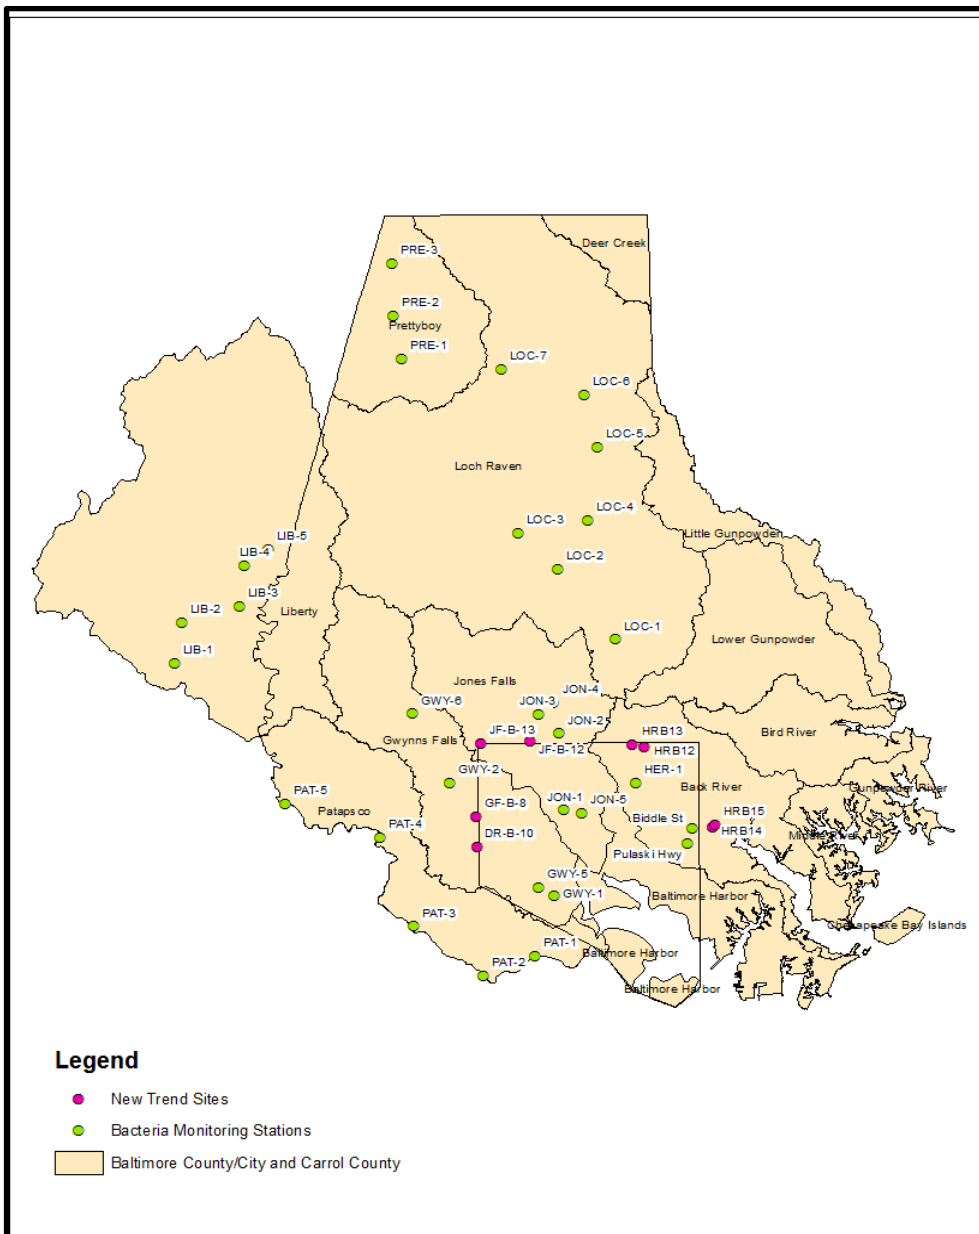 Deer Creek
PRE-3
PRE-2
Prettyboy
PRE-1
LOC-7
LOC-6
LOC-5
Loch Raven
LOC-4
LOC-3
Little Gunpowden
LIB-5
LIB-4
LOC-2
LIB-3
Liberty
LIB-2
LOC-1
Lower Gunpowder
LIB-1
Jones Falls
JON-4
GWY-6
JON-3
JON-2
JF-B-13
HRB13
Bird River
Gwynns Falls
JF-B-12
HRB12
GWY-2
HER-1
Back River
Gunpowder River
PAT-5
GF-B-8
JON-1
JON-5
Patapsco
Biddle St
HRB15
PAT-4
DR-B-10
HRB14
Middle River
Pulaski Hwy
GWY-5
GWY-1
Baltimore Harbor
PAT-3
Chesapeake Bay Islands
PAT-1
Baltimore Harbor
PAT-2
Baltimore Harbor
Legend
New Trend Sites
Bacteria Monitoring Stations
Baltimore County/City and Carrol County